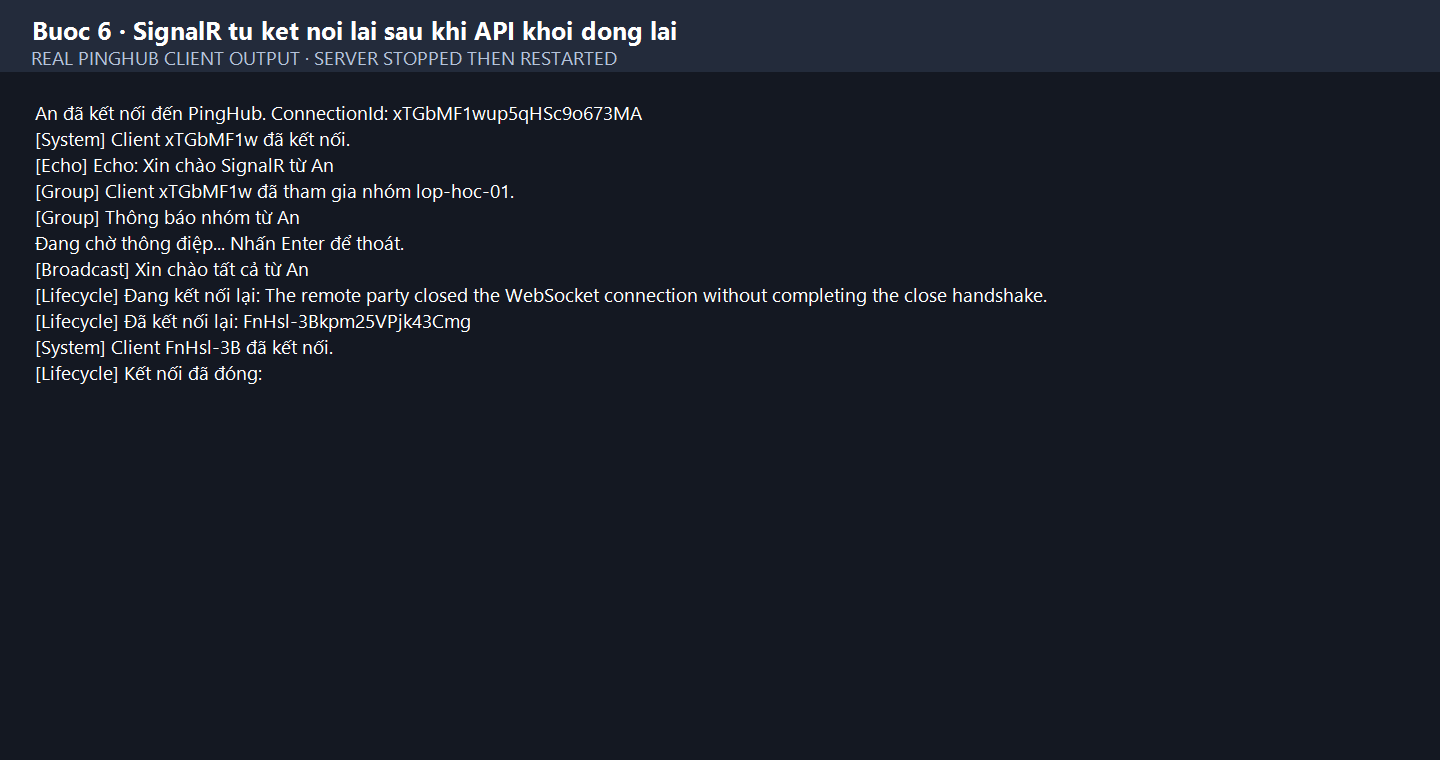 Buoc 6 · SignalR tu ket noi lai sau khi API khoi dong lai
REAL PINGHUB CLIENT OUTPUT · SERVER STOPPED THEN RESTARTED
An đã kết nối đến PingHub. ConnectionId: xTGbMF1wup5qHSc9o673MA
[System] Client xTGbMF1w đã kết nối.
[Echo] Echo: Xin chào SignalR từ An
[Group] Client xTGbMF1w đã tham gia nhóm lop-hoc-01.
[Group] Thông báo nhóm từ An
Đang chờ thông điệp... Nhấn Enter để thoát.
[Broadcast] Xin chào tất cả từ An
[Lifecycle] Đang kết nối lại: The remote party closed the WebSocket connection without completing the close handshake.
[Lifecycle] Đã kết nối lại: FnHsl-3Bkpm25VPjk43Cmg
[System] Client FnHsl-3B đã kết nối.
[Lifecycle] Kết nối đã đóng: